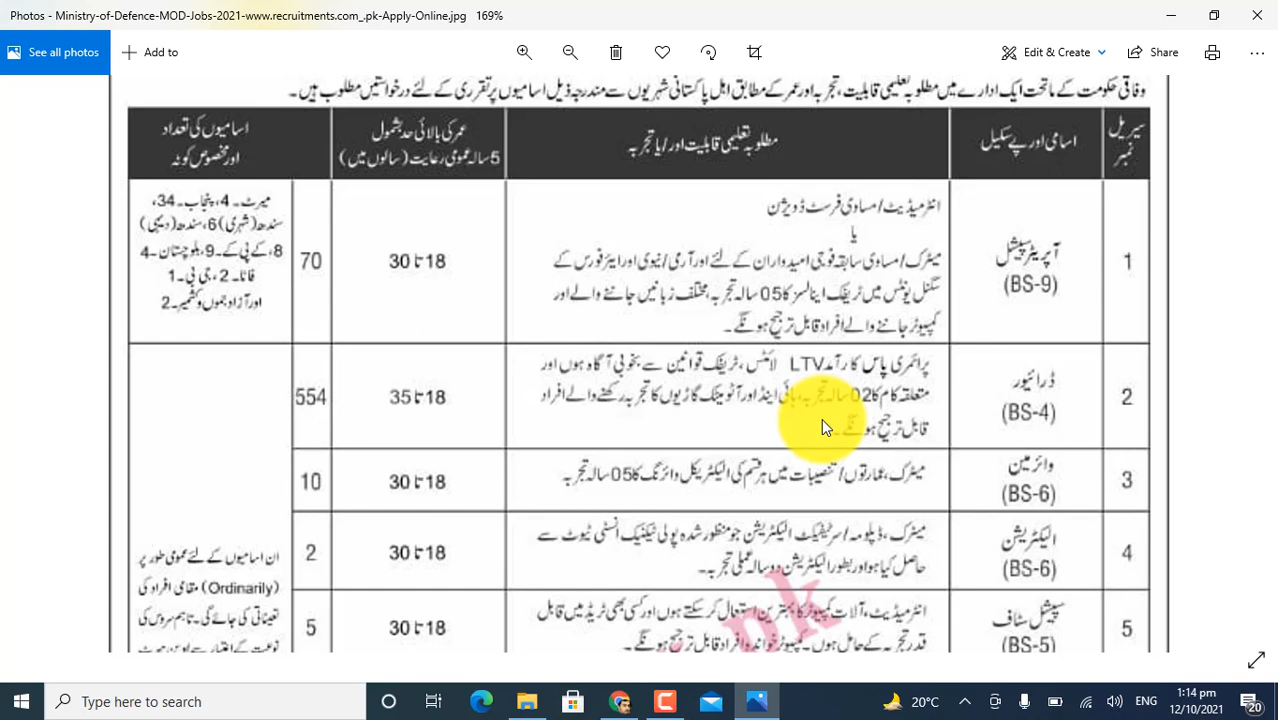 Photos - Ministry-of-Defence-MOD-Jobs-2021-www.recruitments.com_.pk-Apply-Online.jpg 169%
See all photos
Add to
Edit & Create
Share
وفاقی حکومت کے ماتحت ایک ادارے میں مطلوبہ تعلیمی قابلیت، تجربہ اور عمر کے مطابق اہل پاکستانی شہریوں سے مندرجہ ذیل اسامیوں پر تقرری کے لئے درخواستیں مطلوب ہیں۔
سیریل نمبر
اسامی اور پے سکیل
مطلوبہ تعلیمی قابلیت اور/یا تجربہ
عمر کی بالائی حد بشمول
5 سالہ عمومی رعایت (سالوں میں)
اسامیوں کی تعداد
اور مخصوص کوٹہ
1
آپریٹر سپیشل
(BS-9)
انٹرمیڈیٹ/مساوی فرسٹ ڈویژن
یا
میٹرک/مساوی سابقہ فوجی امیدواران کے لئے اور آرمی/نیوی اور ایئر فورس کے
سگنل یونٹس میں ٹریفک اینالسز کا 05 سالہ تجربہ، مختلف زبانیں جاننے والے اور
کمپیوٹر جاننے والے افراد قابل ترجیح ہونگے۔
18 تا 30
70
میرٹ۔ 4، پنجاب۔ 34،
سندھ (شہری) 6، سندھ (دیہی)
8، کے پی کے۔ 9، بلوچستان۔ 4
فاٹا۔ 2، جی بی۔ 1
اور آزاد جموں و کشمیر۔ 2
2
ڈرائیور
(BS-4)
پرائمری پاس کارآمد LTV لائسنس، ٹریفک قوانین سے بخوبی آگاہ ہوں اور
متعلقہ کام کا 02 سالہ تجربہ، ہائی اینڈ اور آٹومیٹک گاڑیوں کا تجربہ رکھنے والے افراد
قابل ترجیح ہونگے۔
18 تا 35
554
3
وائرمین
(BS-6)
میٹرک، عمارتوں/تنصیبات میں ہر قسم کی الیکٹریکل وائرنگ کا 05 سالہ تجربہ
18 تا 30
10
4
الیکٹریشن
(BS-6)
میٹرک، ڈپلومہ/سرٹیفکیٹ الیکٹریشن جو منظور شدہ پولی ٹیکنیک انسٹی ٹیوٹ سے
حاصل کیا ہو اور بطور الیکٹریشن دو سالہ عملی تجربہ۔
18 تا 30
2
5
سپیشل سٹاف
(BS-5)
انٹرمیڈیٹ، آلات کمپیوٹر کا بہترین استعمال کر سکتے ہوں اور کسی بھی ٹریڈ میں قابل
قدر تجربہ کے حامل ہوں۔ کمپیوٹر خواندہ افراد قابل ترجیح ہونگے۔
18 تا 30
5
ان اسامیوں کے لئے عمومی طور پر
(Ordinarily) مقامی افراد کی
تعیناتی کی جائے گی۔ تاہم سروس کی
pk
Type here to search
20°C
ENG
1:14 pm
12/10/2021
20